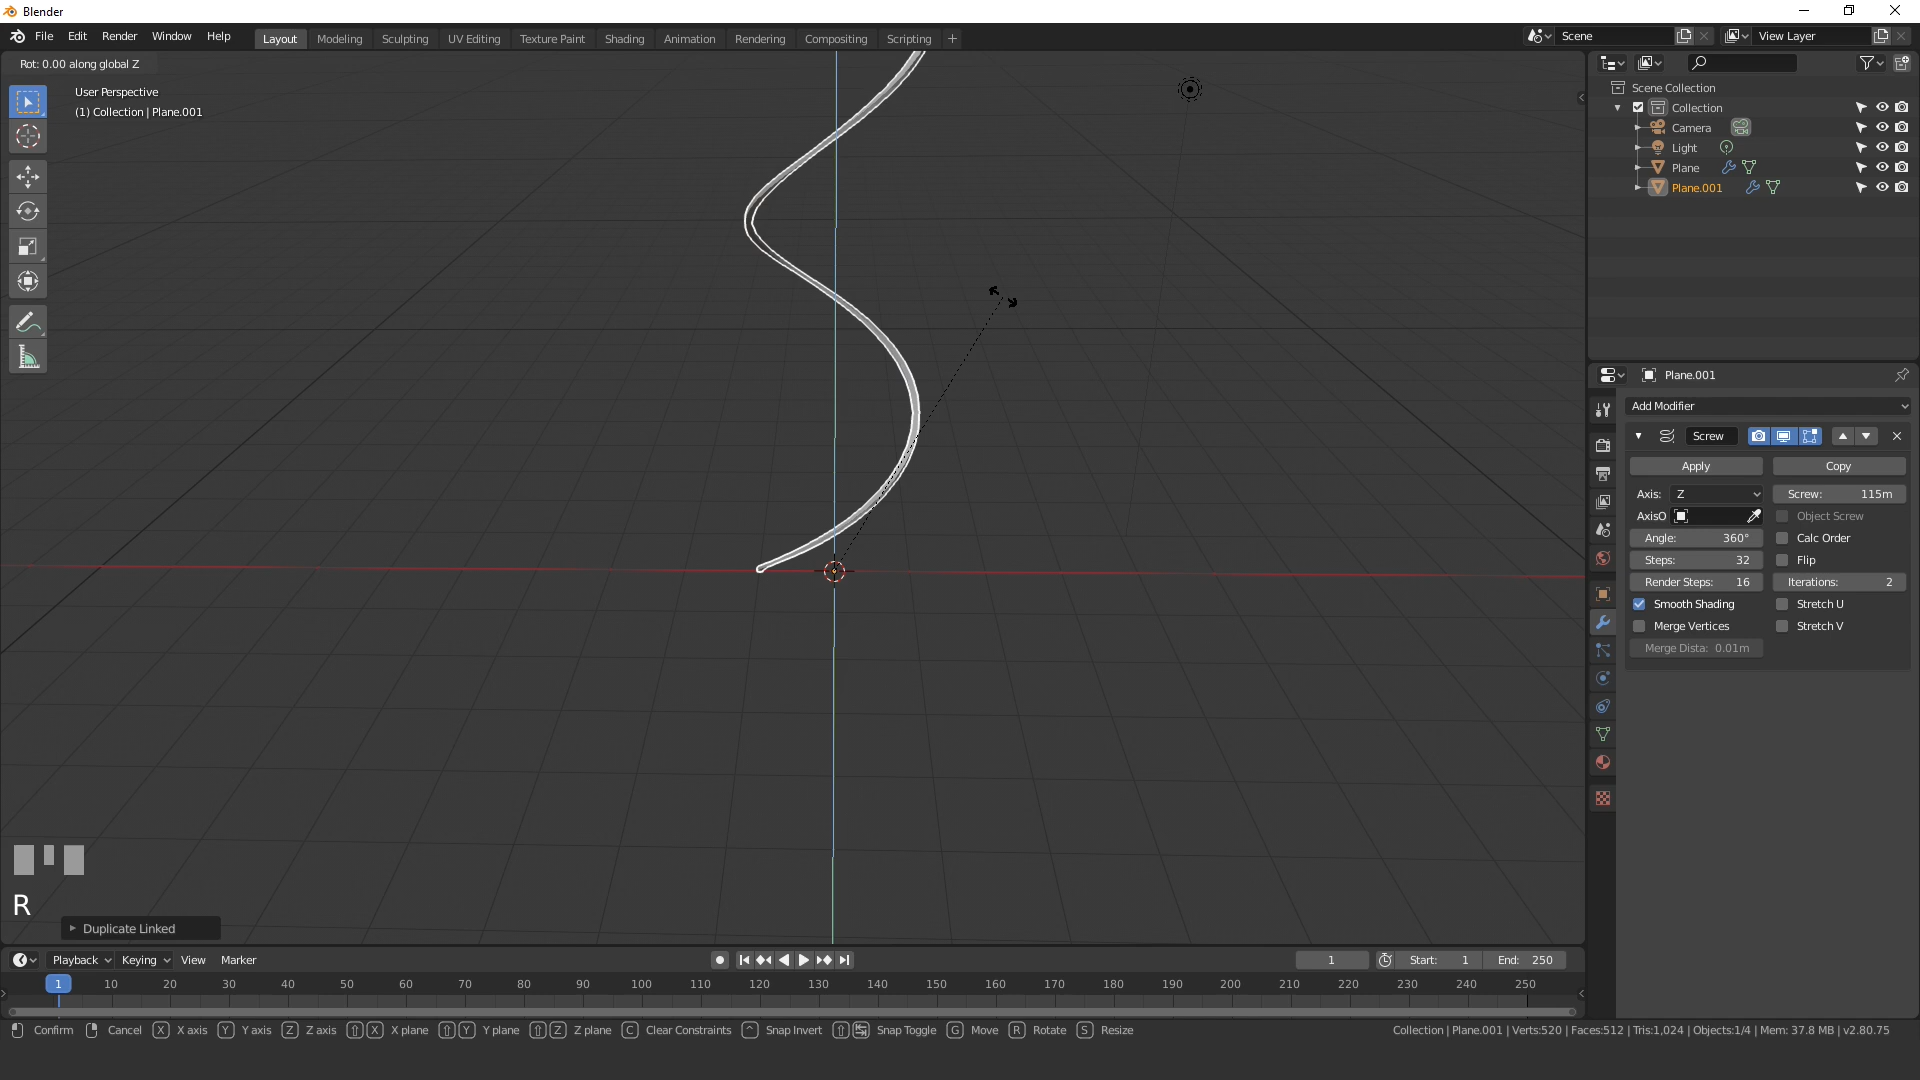 Blender
File Edit Render Window Help Layout Modeling Sculpting UV Editing Texture Paint Shading Animation Rendering Compositing Scripting + Scene View Layer
Rot: 0.00 along global Z
User Perspective
(1) Collection | Plane.001
Scene Collection
Collection
Camera
Light
Plane
Plane.001
Plane.001
Add Modifier
Screw
Apply Copy
Axis: Z Screw: 115m
AxisO Object Screw
Angle: 360° Calc Order
Steps: 32 Flip
Render Steps: 16 Iterations: 2
Smooth Shading Stretch U
Merge Vertices Stretch V
Merge Dista: 0.01m
R
Duplicate Linked
Playback Keying View Marker 1 Start: 1 End: 250
1 10 20 30 40 50 60 70 80 90 100 110 120 130 140 150 160 170 180 190 200 210 220 230 240 250
Confirm Cancel X X axis Y Y axis Z Z axis X X plane Y Y plane Z Z plane C Clear Constraints ^ Snap Invert Snap Toggle G Move R Rotate S Resize Collection | Plane.001 | Verts:520 | Faces:512 | Tris:1,024 | Objects:1/4 | Mem: 37.8 MB | v2.80.75